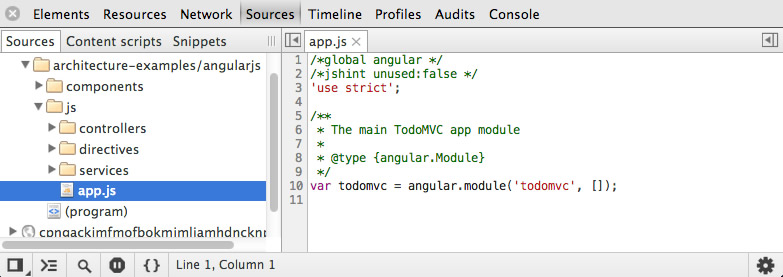 Elements Resources Network Sources Timeline Profiles Audits Console
Sources Content scripts Snippets
architecture-examples/angularjs
components
js
controllers
directives
services
app.js
(program)
app.js
1 /*global angular */
2 /*jshint unused:false */
3 'use strict';
4
5 /**
6  * The main TodoMVC app module
7  *
8  * @type {angular.Module}
9  */
10 var todomvc = angular.module('todomvc', []);
11
{} Line 1, Column 1